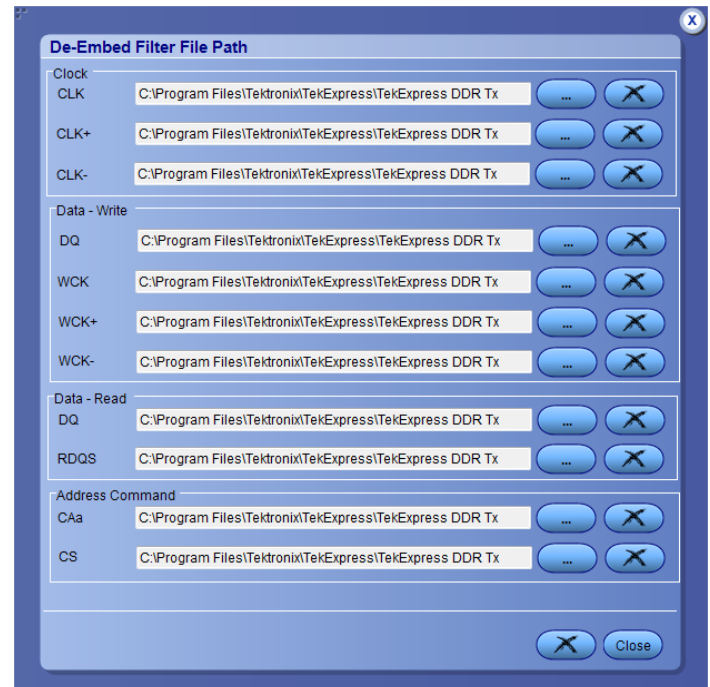 X
De-Embed Filter File Path
Clock
CLK C:\Program Files\Tektronix\TekExpress\TekExpress DDR Tx ...
CLK+ C:\Program Files\Tektronix\TekExpress\TekExpress DDR Tx ...
CLK- C:\Program Files\Tektronix\TekExpress\TekExpress DDR Tx ...
Data - Write
DQ C:\Program Files\Tektronix\TekExpress\TekExpress DDR Tx ...
WCK C:\Program Files\Tektronix\TekExpress\TekExpress DDR Tx ...
WCK+ C:\Program Files\Tektronix\TekExpress\TekExpress DDR Tx ...
WCK- C:\Program Files\Tektronix\TekExpress\TekExpress DDR Tx ...
Data - Read
DQ C:\Program Files\Tektronix\TekExpress\TekExpress DDR Tx ...
RDQS C:\Program Files\Tektronix\TekExpress\TekExpress DDR Tx ...
Address Command
CAa C:\Program Files\Tektronix\TekExpress\TekExpress DDR Tx ...
CS C:\Program Files\Tektronix\TekExpress\TekExpress DDR Tx ...
Close